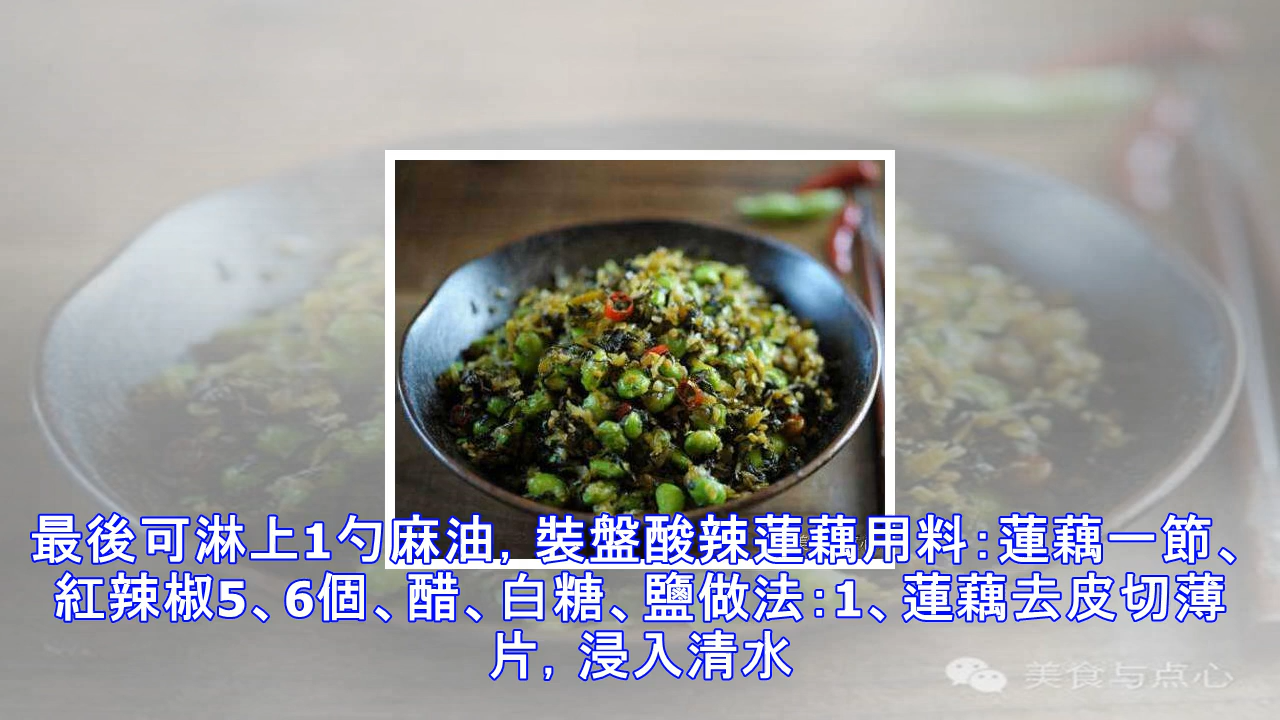 最後可淋上1勺麻油, 裝盤酸辣蓮藕用料:蓮藕一節、
紅辣椒5、6個、醋、白糖、鹽做法:1、蓮藕去皮切薄
片, 浸入清水
美食与点心